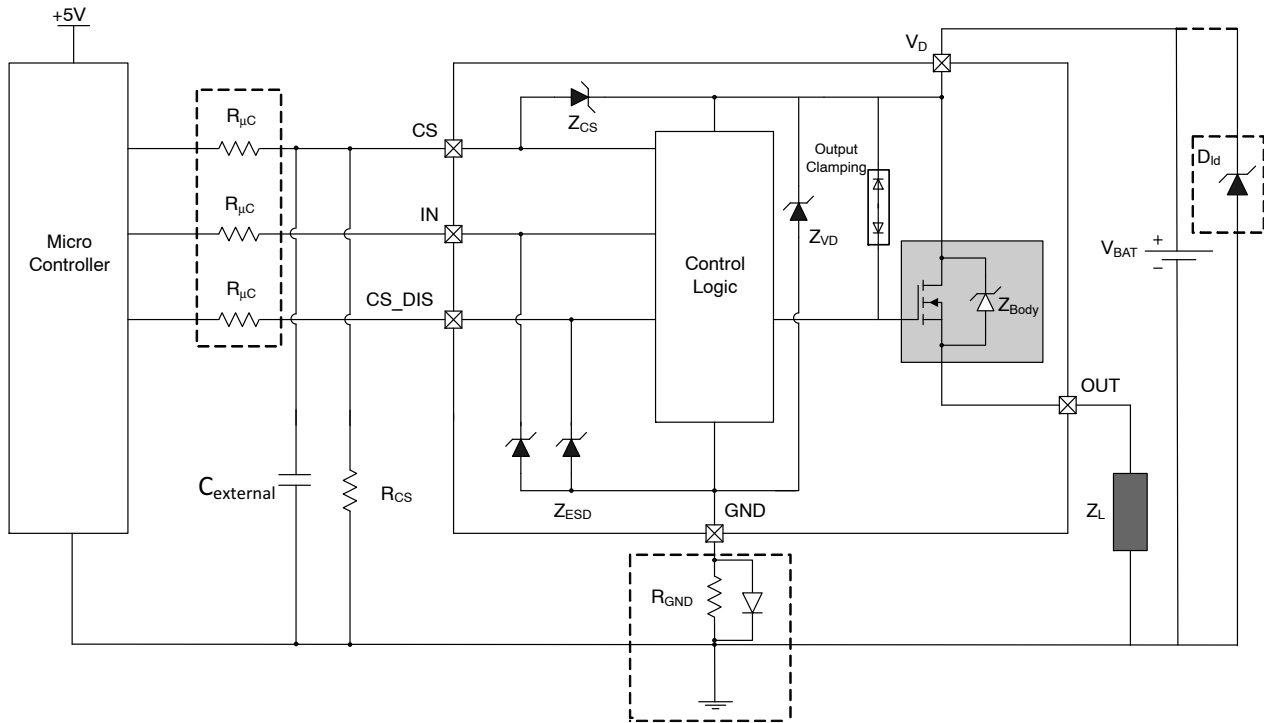 +5V
V_D
R_μC
CS
Z_CS
D_ld
Output
Clamping
R_μC
IN
Micro
Controller
Z_VD
V_BAT
+
−
Control
Logic
R_μC
CS_DIS
Z_Body
OUT
C_external
R_CS
Z_ESD
GND
Z_L
R_GND